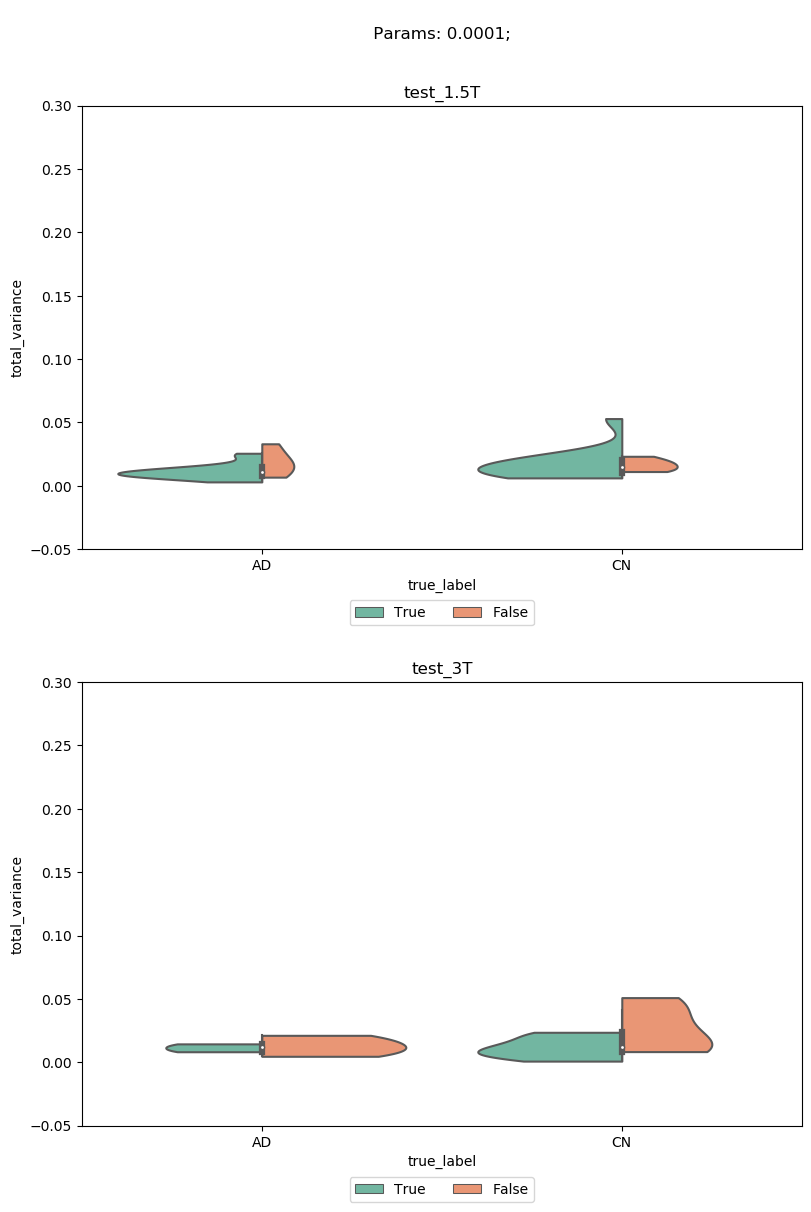 Params: 0.0001;
test_1.5T
0.30
0.25
0.20
0.15
0.10
0.05
0.00
−0.05
total_variance
AD CN
true_label
True False
test_3T
0.30
0.25
0.20
0.15
0.10
0.05
0.00
−0.05
total_variance
AD CN
true_label
True False